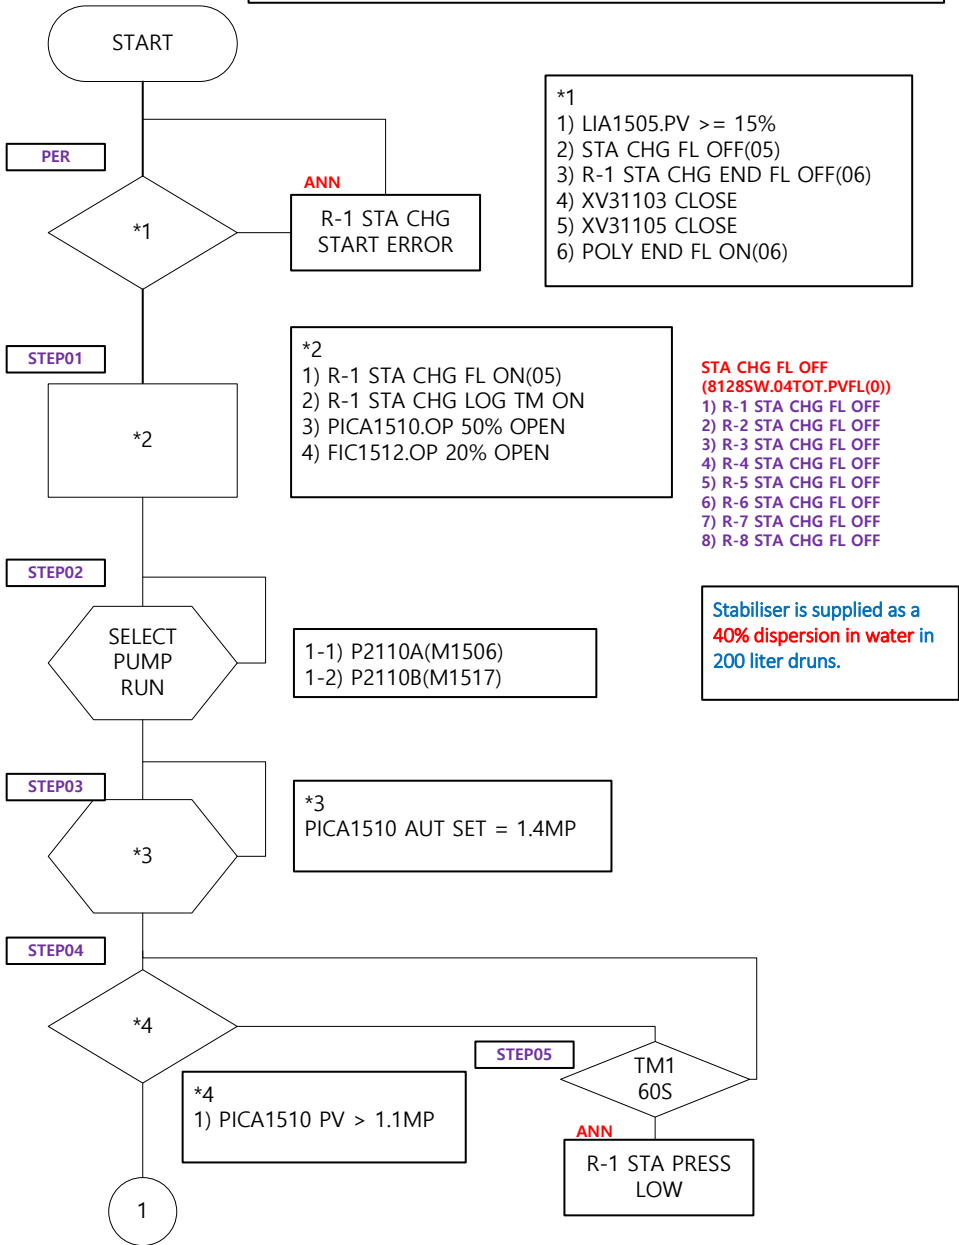 START
PER
*1
ANN
R-1 STA CHG
START ERROR
*1
1) LIA1505.PV >= 15%
2) STA CHG FL OFF(05)
3) R-1 STA CHG END FL OFF(06)
4) XV31103 CLOSE
5) XV31105 CLOSE
6) POLY END FL ON(06)
STEP01
*2
*2
1) R-1 STA CHG FL ON(05)
2) R-1 STA CHG LOG TM ON
3) PICA1510.OP 50% OPEN
4) FIC1512.OP 20% OPEN
STA CHG FL OFF
(8128SW.04TOT.PVFL(0))
1) R-1 STA CHG FL OFF
2) R-2 STA CHG FL OFF
3) R-3 STA CHG FL OFF
4) R-4 STA CHG FL OFF
5) R-5 STA CHG FL OFF
6) R-6 STA CHG FL OFF
7) R-7 STA CHG FL OFF
8) R-8 STA CHG FL OFF
STEP02
SELECT
PUMP
RUN
1-1) P2110A(M1506)
1-2) P2110B(M1517)
Stabiliser is supplied as a
40% dispersion in water in
200 liter druns.
STEP03
*3
*3
PICA1510 AUT SET = 1.4MP
STEP04
*4
*4
1) PICA1510 PV > 1.1MP
STEP05
TM1
60S
ANN
R-1 STA PRESS
LOW
1